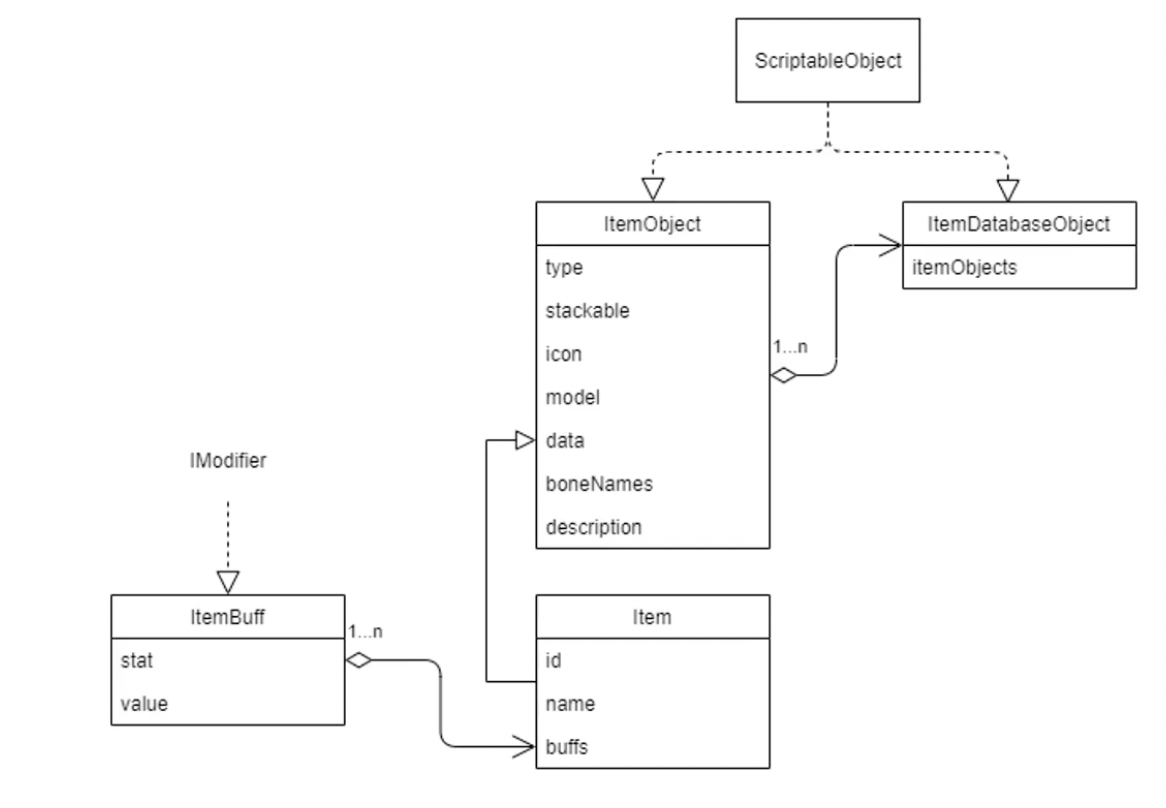 ScriptableObject
ItemObject
type
stackable
icon
model
data
boneNames
description
1...n
ItemDatabaseObject
itemObjects
IModifier
ItemBuff
stat
value
1...n
Item
id
name
buffs